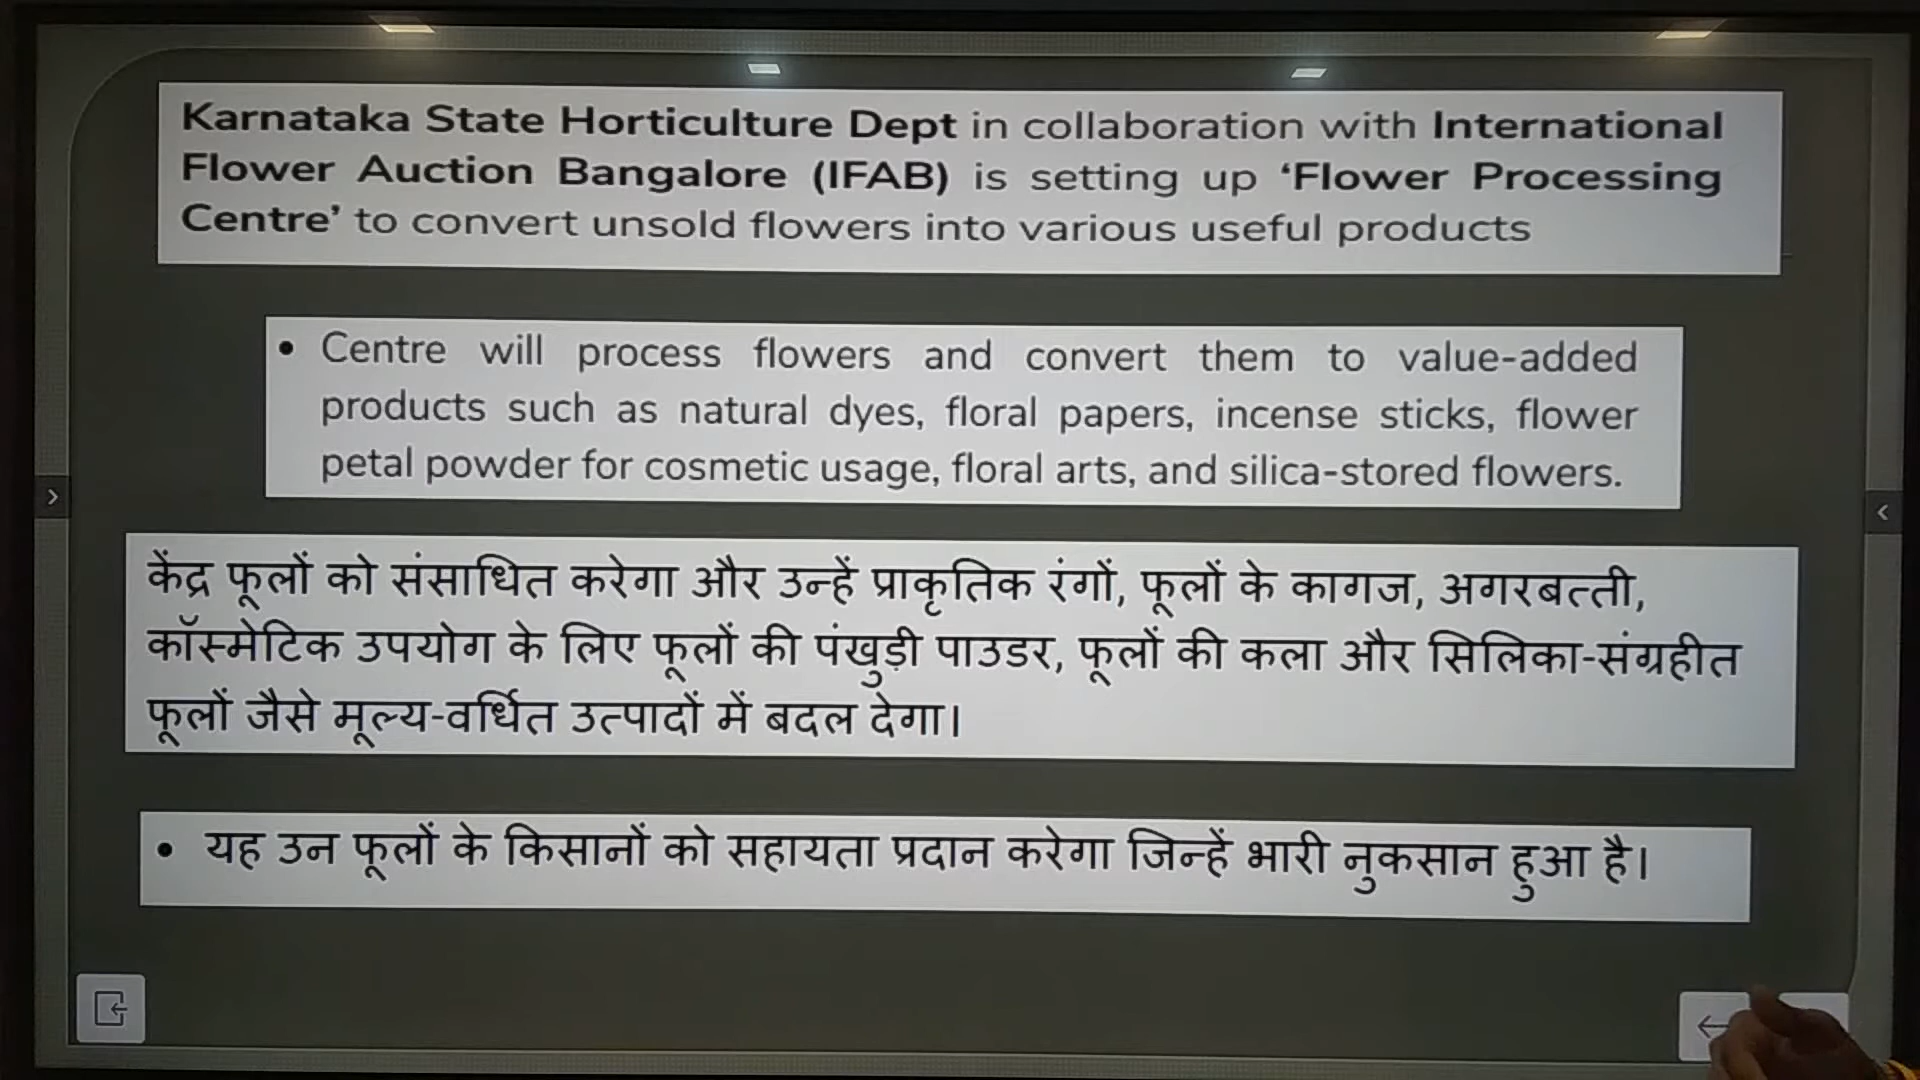 Karnataka State Horticulture Dept in collaboration with International
Flower Auction Bangalore (IFAB) is setting up ‘Flower Processing
Centre’ to convert unsold flowers into various useful products
• Centre will process flowers and convert them to value-added
products such as natural dyes, floral papers, incense sticks, flower
petal powder for cosmetic usage, floral arts, and silica-stored flowers.
केंद्र फूलों को संसाधित करेगा और उन्हें प्राकृतिक रंगों, फूलों के कागज, अगरबत्ती,
कॉस्मेटिक उपयोग के लिए फूलों की पंखुड़ी पाउडर, फूलों की कला और सिलिका-संग्रहीत
फूलों जैसे मूल्य-वर्धित उत्पादों में बदल देगा।
• यह उन फूलों के किसानों को सहायता प्रदान करेगा जिन्हें भारी नुकसान हुआ है।